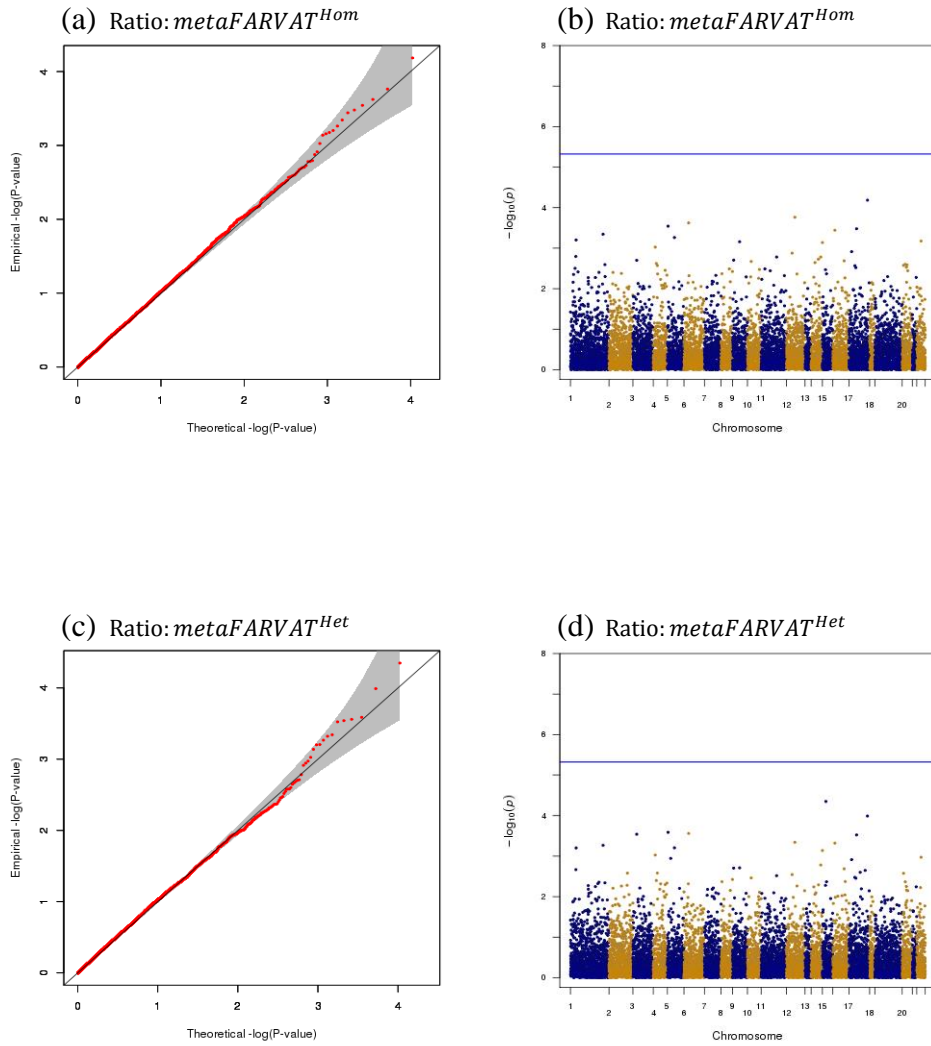 (a) Ratio: metaFARVAT^Hom
Empirical -log(P-value)
4
3
2
1
0
0 1 2 3 4
Theoretical -log(P-value)
(b) Ratio: metaFARVAT^Hom
− log10(p)
8
6
4
2
0
1 2 3 4 5 6 7 8 9 10 11 12 13 15 17 18 20
Chromosome
(c) Ratio: metaFARVAT^Het
Empirical -log(P-value)
4
3
2
1
0
0 1 2 3 4
Theoretical -log(P-value)
(d) Ratio: metaFARVAT^Het
− log10(p)
8
6
4
2
0
1 2 3 4 5 6 7 8 9 10 11 12 13 15 17 18 20
Chromosome